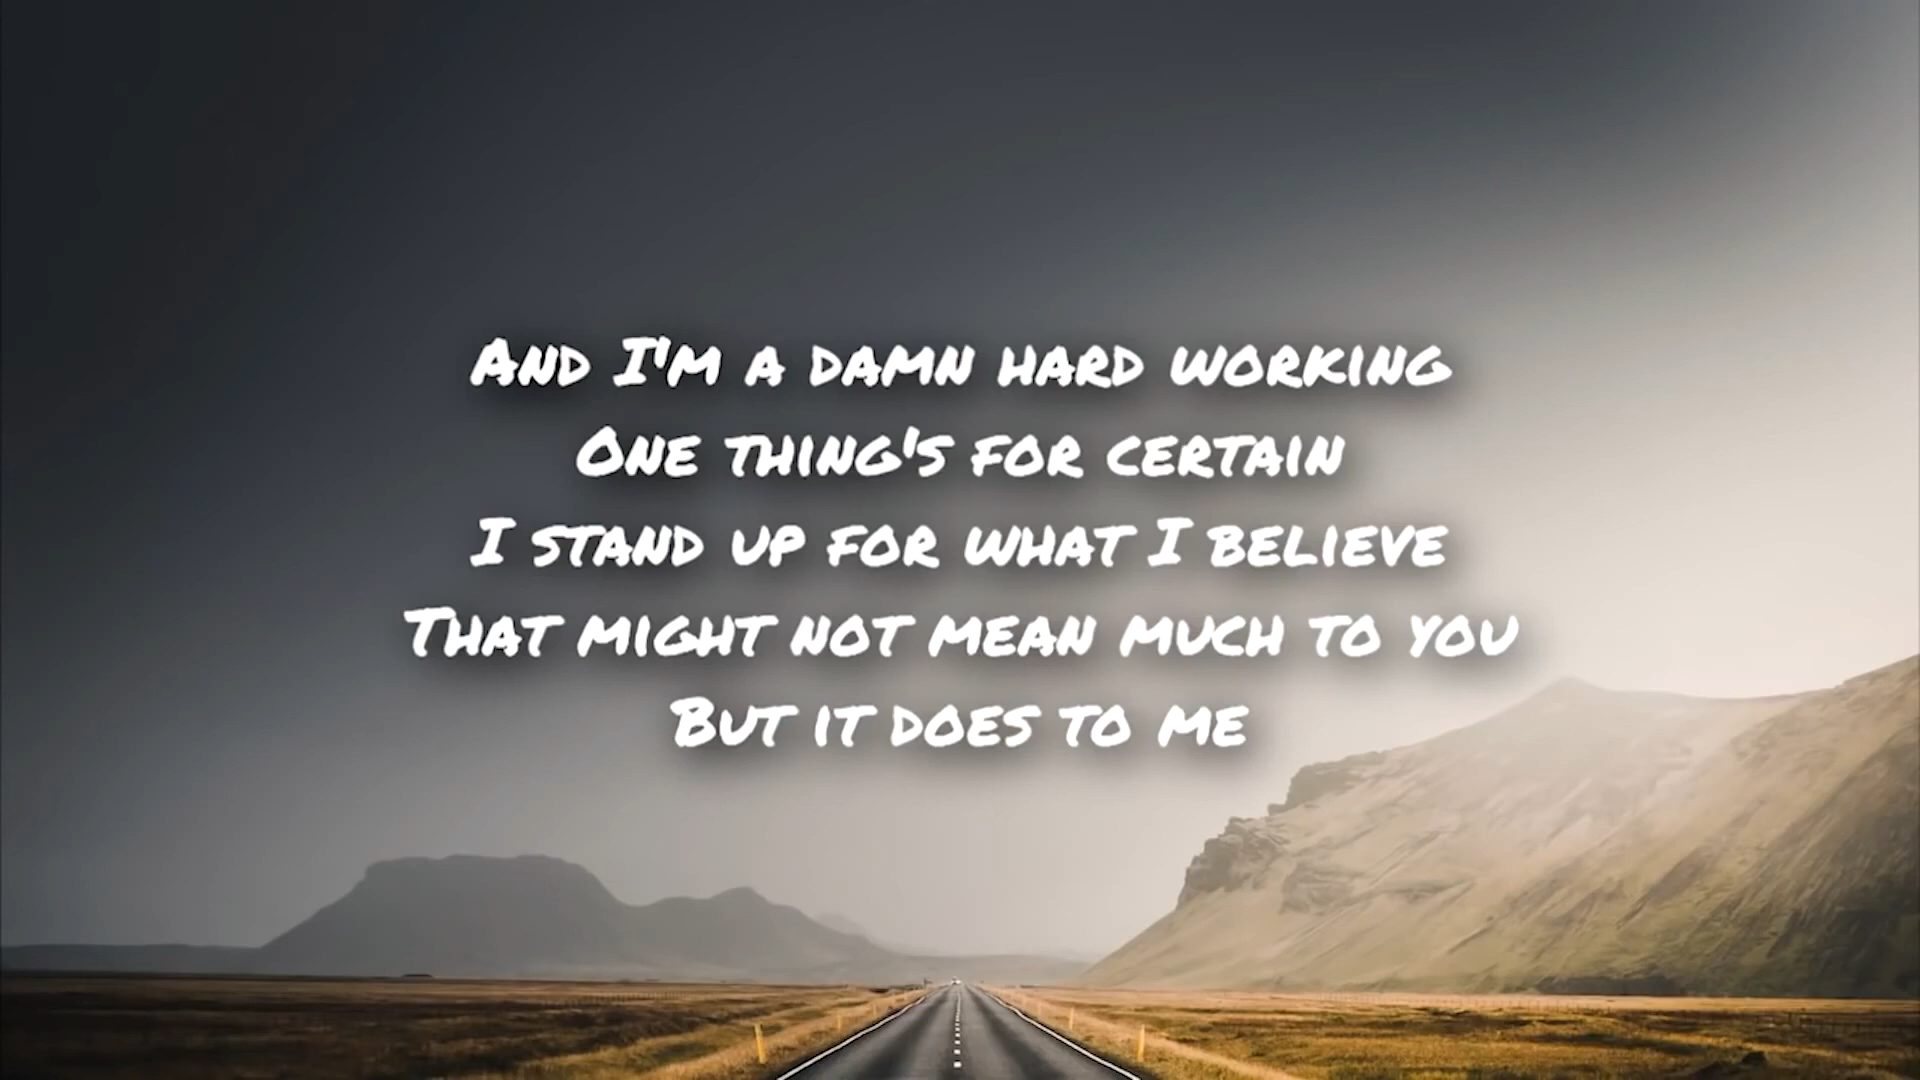 And I'm a damn hard working
One thing's for certain
I stand up for what I believe
That might not mean much to you
But it does to me